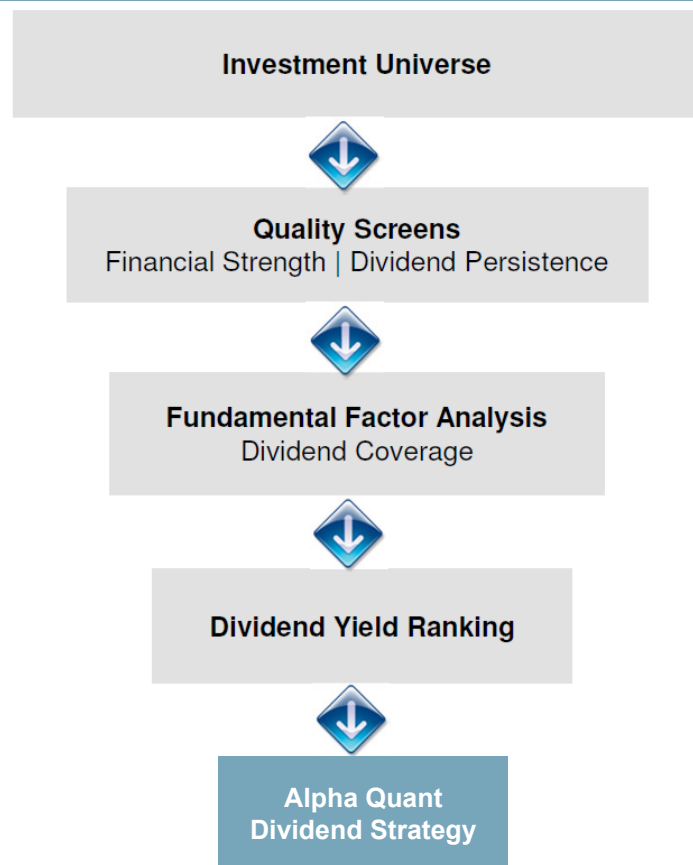 Investment Universe
Quality Screens
Financial Strength | Dividend Persistence
Fundamental Factor Analysis
Dividend Coverage
Dividend Yield Ranking
Alpha Quant
Dividend Strategy